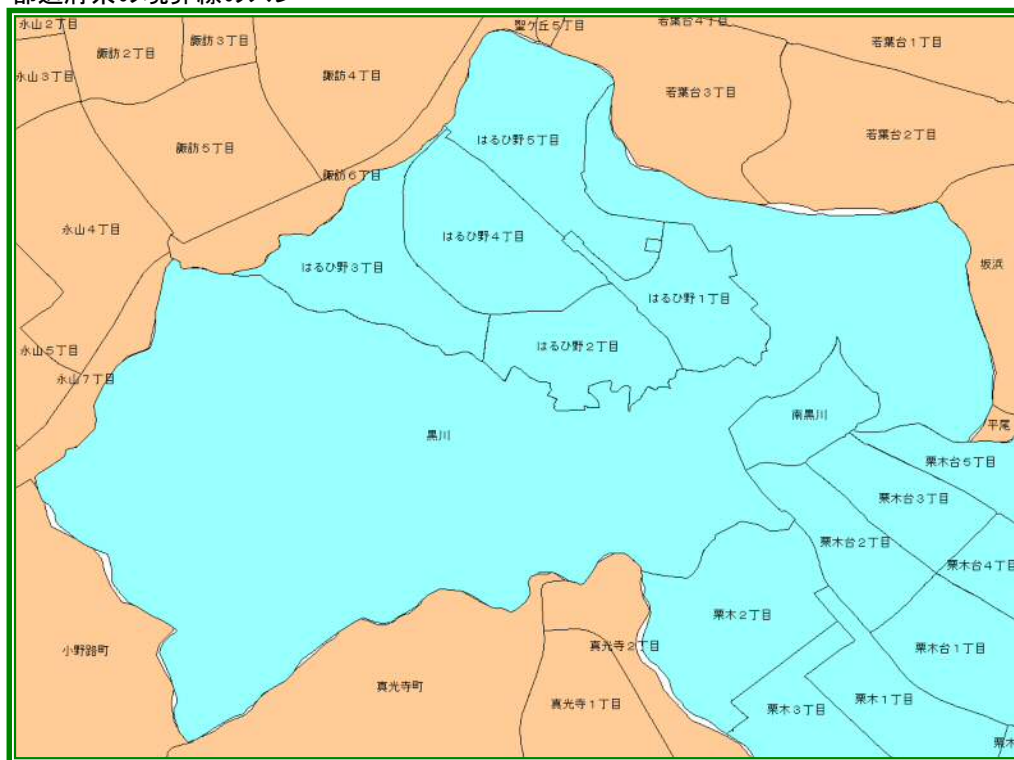 永山２丁目
諏訪２丁目
諏訪３丁目
聖ケ丘５丁目
若葉台４丁目
若葉台１丁目
永山３丁目
諏訪４丁目
若葉台３丁目
若葉台２丁目
諏訪５丁目
はるひ野５丁目
諏訪６丁目
永山４丁目
はるひ野４丁目
はるひ野３丁目
坂浜
はるひ野１丁目
はるひ野２丁目
永山５丁目
永山７丁目
南黒川
平尾
黒川
栗木台５丁目
栗木台３丁目
栗木台２丁目
栗木台４丁目
栗木２丁目
小野路町
真光寺２丁目
栗木台１丁目
真光寺町
真光寺１丁目
栗木３丁目
栗木１丁目